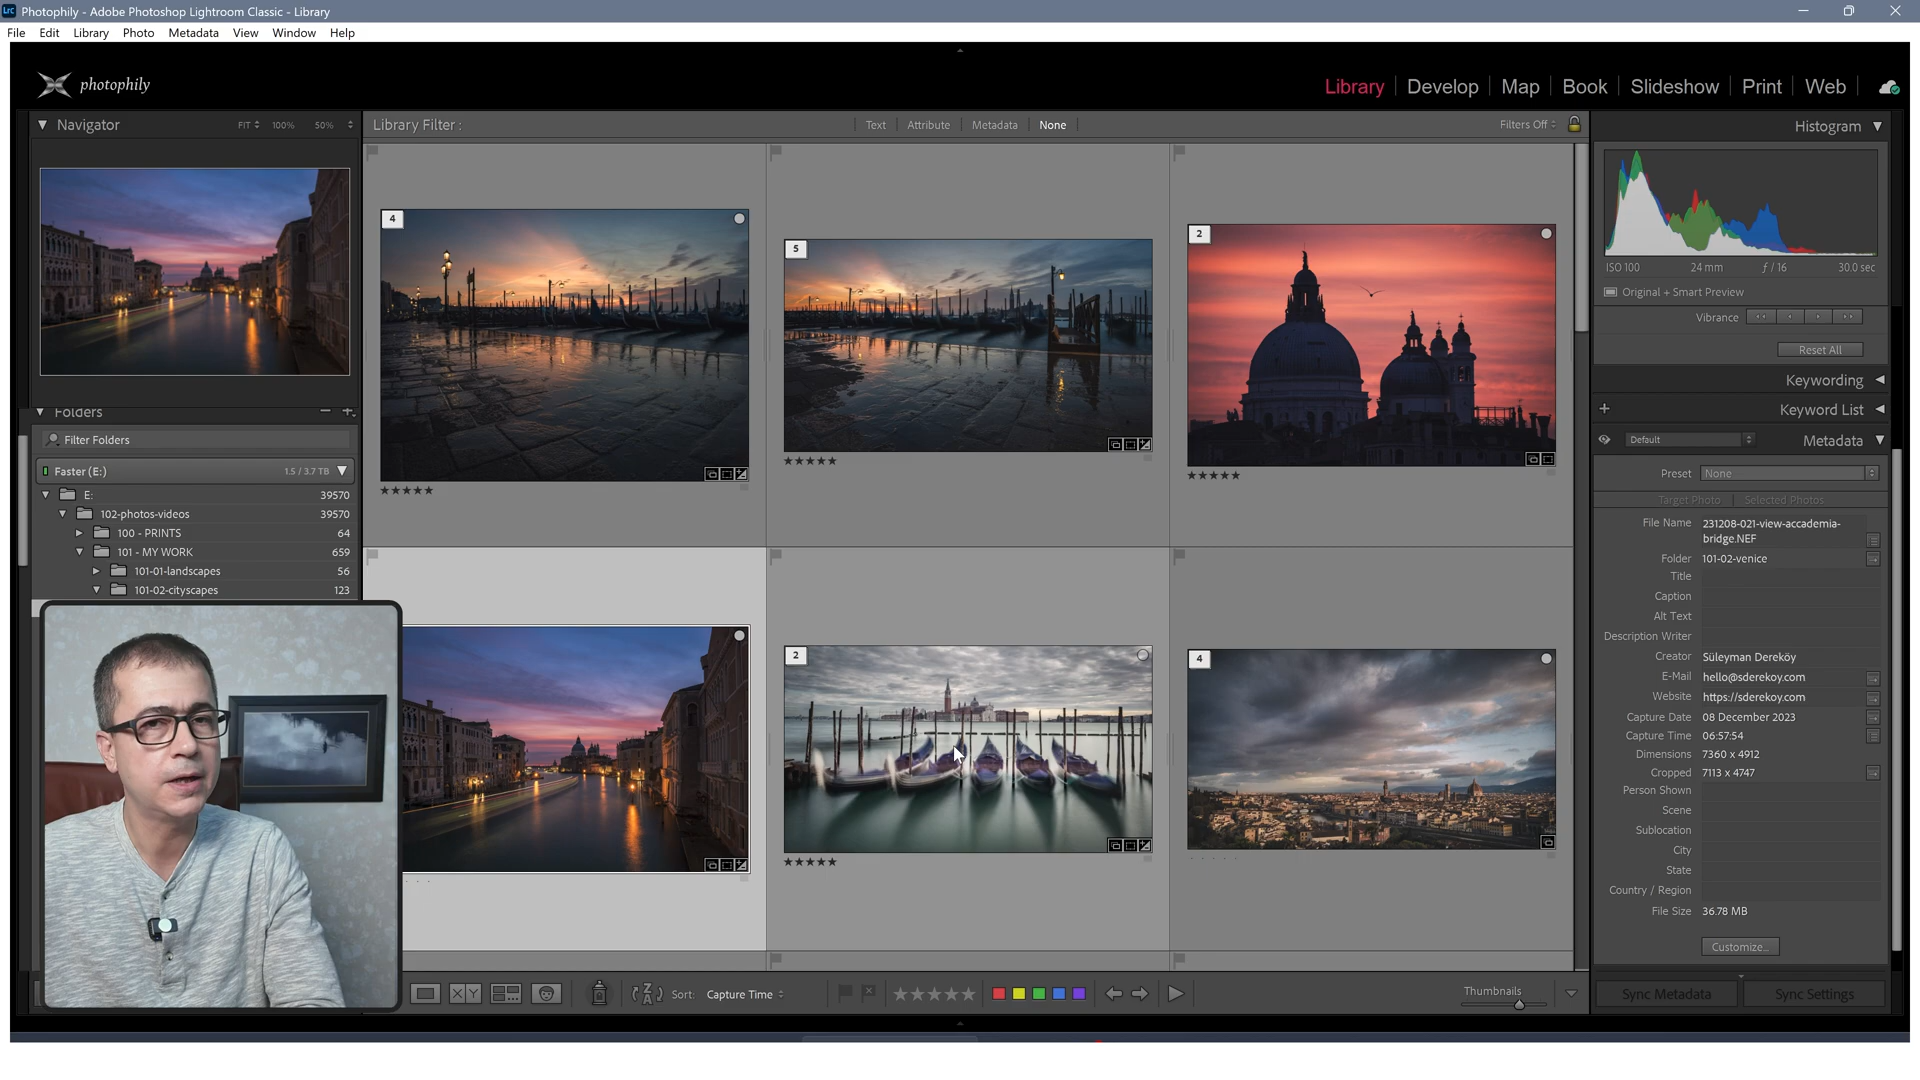 Lrc Photophily - Adobe Photoshop Lightroom Classic - Library
File Edit Library Photo Metadata View Window Help
photophily
Library Develop Map Book Slideshow Print Web
Navigator FIT 100% 50%
Library Filter : Text Attribute Metadata None Filters Off
Histogram
4
5
2
ISO 100 24 mm ƒ / 16 30.0 sec
Original + Smart Preview
Vibrance
Reset All
Keywording
Keyword List
Default Metadata
Preset None
Target Photo Selected Photos
Folders
Filter Folders
Faster (E:) 1.5 / 3.7 TB
E: 39570
102-photos-videos 39570
100 - PRINTS 64
101 - MY WORK 659
101-01-landscapes 56
101-02-cityscapes 123
2
4
File Name 231208-021-view-accademia-
bridge.NEF
Folder 101-02-venice
Title
Caption
Alt Text
Description Writer
Creator Süleyman Dereköy
E-Mail hello@sderekoy.com
Website https://sderekoy.com
Capture Date 08 December 2023
Capture Time 06:57:54
Dimensions 7360 x 4912
Cropped 7113 x 4747
Person Shown
Scene
Sublocation
City
State
Country / Region
File Size 36.78 MB
Customize...
X Y
Sort: Capture Time
Thumbnails
Sync Metadata Sync Settings